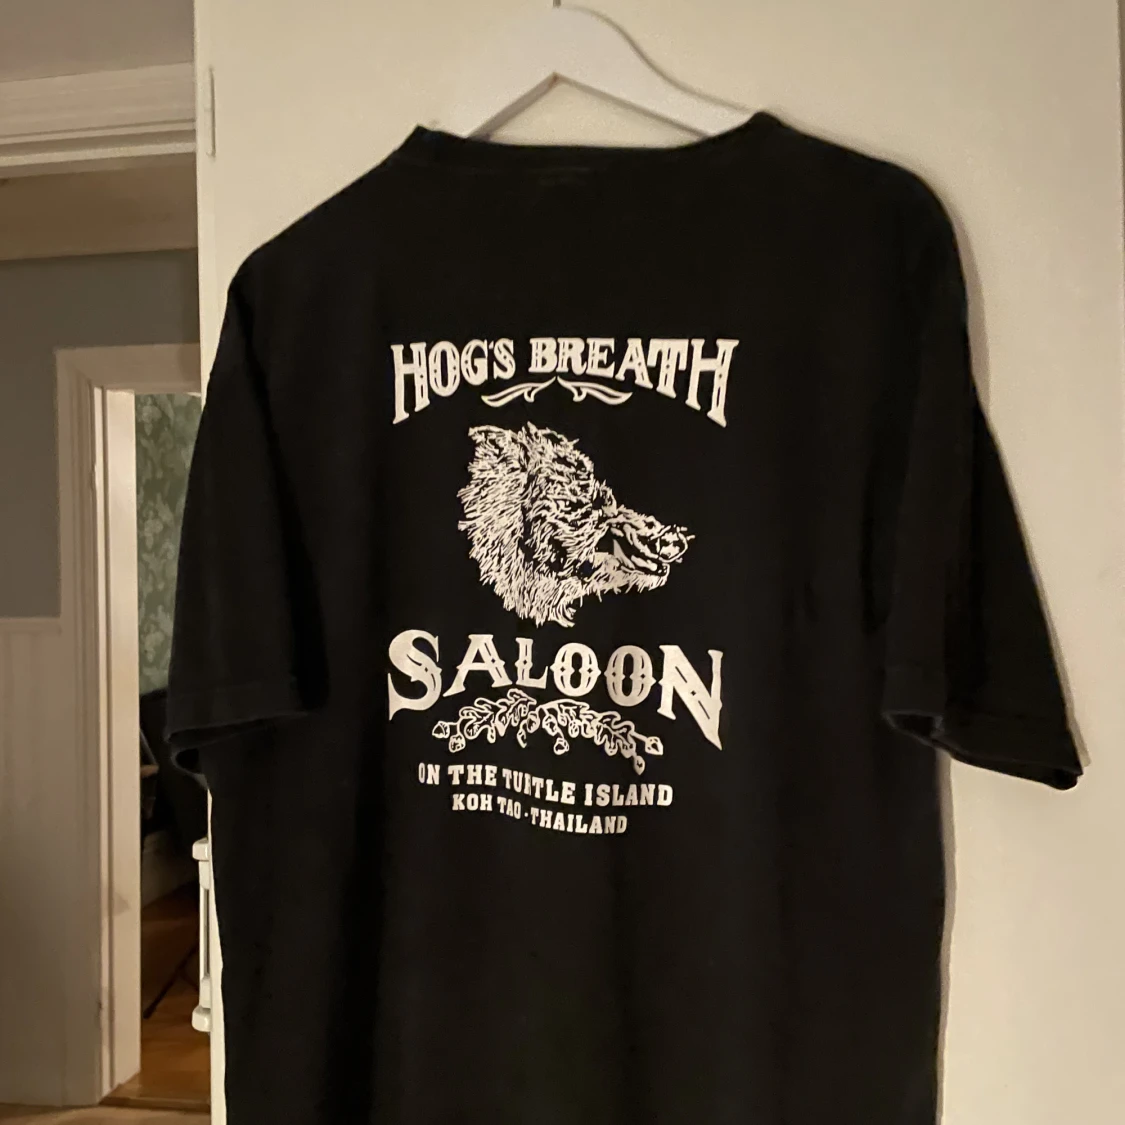 HOG'S BREATH
SALOON
ON THE TURTLE ISLAND
KOH TAO · THAILAND